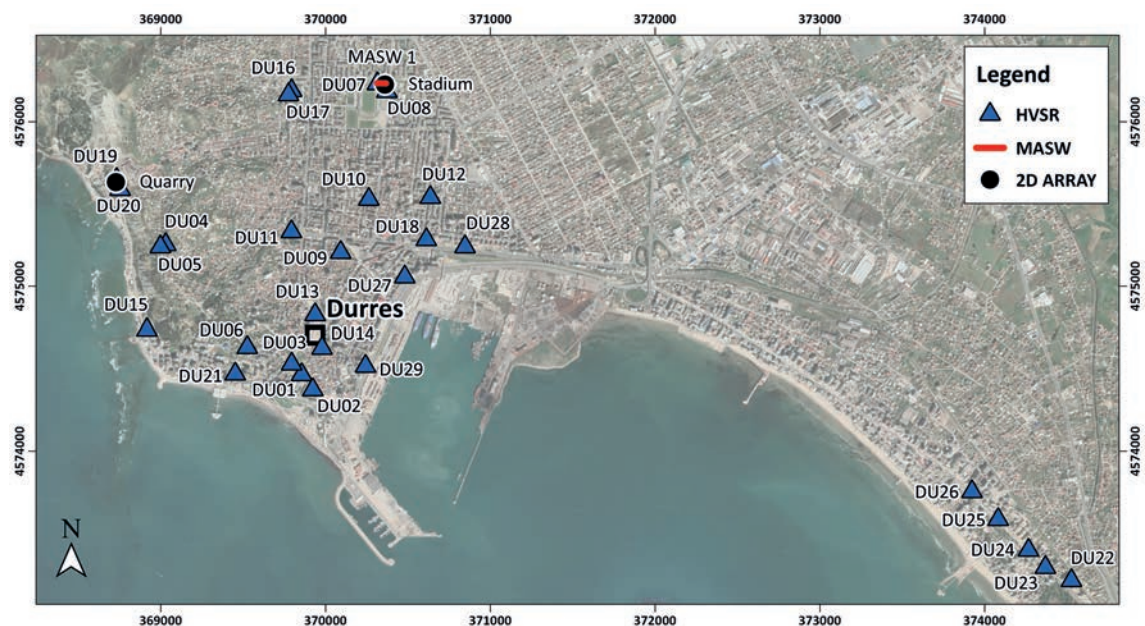 369000 370000 371000 372000 373000 374000
MASW 1
DU16
DU07
Stadium
DU17
DU08
4576000
4576000
Legend
HVSR
MASW
2D ARRAY
DU19
Quarry
DU20
DU10
DU12
DU04
DU18
DU28
DU11
DU05
DU09
DU27
4575000
4575000
DU15
DU13
Durres
DU06
DU03
DU14
DU21
DU01
DU29
DU02
4574000
4574000
DU26
DU25
DU24
DU22
DU23
N
369000 370000 371000 372000 373000 374000